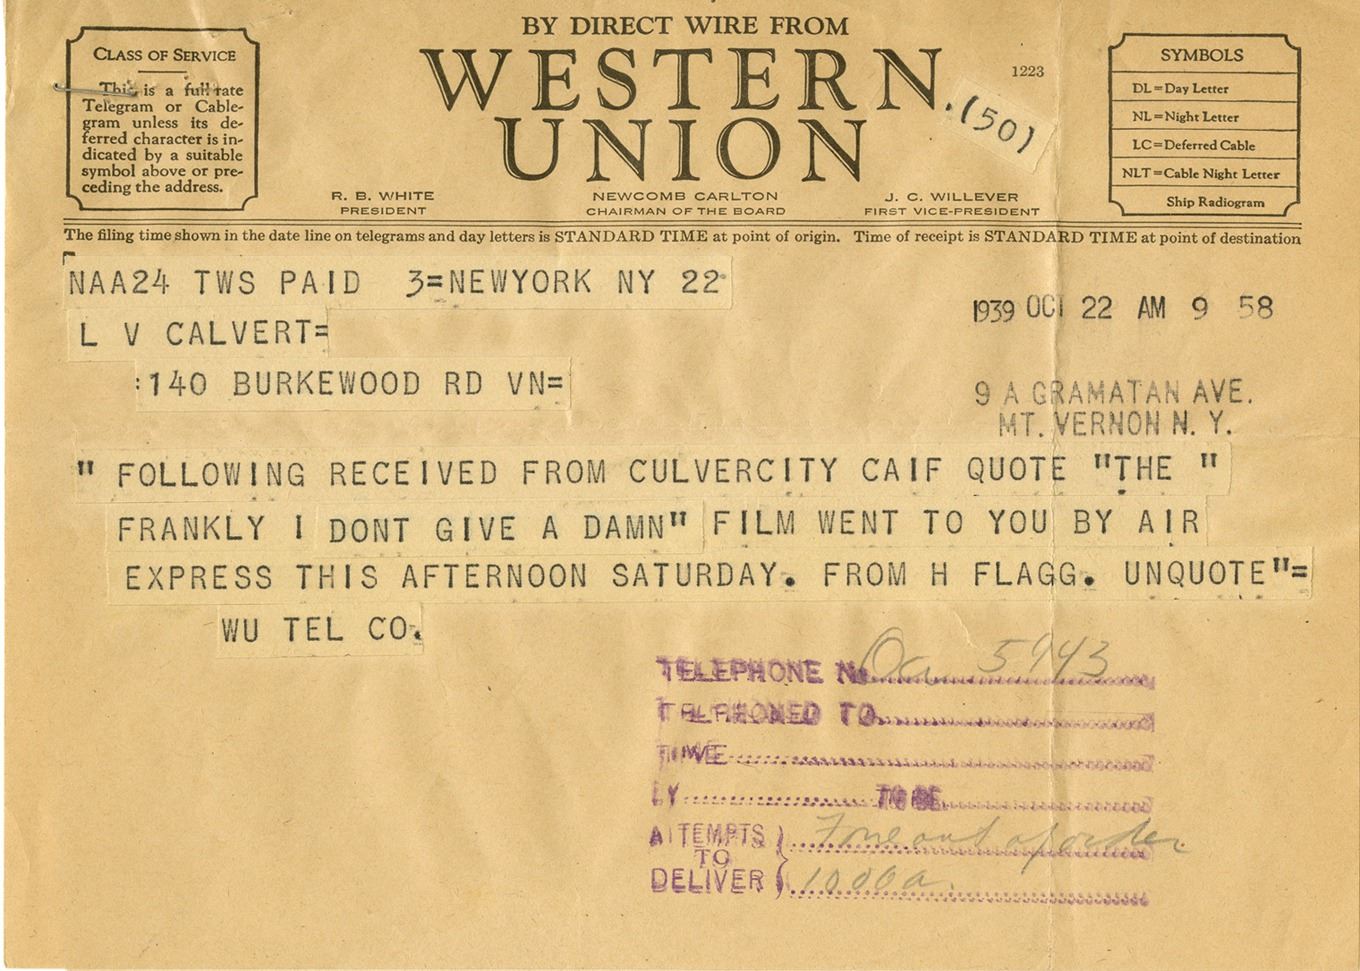 BY DIRECT WIRE FROM
WESTERN UNION
1223
(50)
CLASS OF SERVICE
This is a full-rate
Telegram or Cable-
gram unless its de-
ferred character is in-
dicated by a suitable
symbol above or pre-
ceding the address.
SYMBOLS
DL=Day Letter
NL=Night Letter
LC=Deferred Cable
NLT=Cable Night Letter
Ship Radiogram
R. B. WHITE
PRESIDENT
NEWCOMB CARLTON
CHAIRMAN OF THE BOARD
J. C. WILLEVER
FIRST VICE-PRESIDENT
The filing time shown in the date line on telegrams and day letters is STANDARD TIME at point of origin. Time of receipt is STANDARD TIME at point of destination
NAA24 TWS PAID 3=NEWYORK NY 22
1939 OCT 22 AM 9 58
L V CALVERT=
:140 BURKEWOOD RD VN=
9 A GRAMATAN AVE.
MT. VERNON N. Y.
" FOLLOWING RECEIVED FROM CULVERCITY CAIF QUOTE "THE "
FRANKLY I DONT GIVE A DAMN" FILM WENT TO YOU BY AIR
EXPRESS THIS AFTERNOON SATURDAY. FROM H FLAGG. UNQUOTE"=
WU TEL CO.
TELEPHONE No. Oa 5943
TELEPHONED TO
TIME
BY TO BE
ATTEMPTS
TO
DELIVER
Fone out of order
1000a.